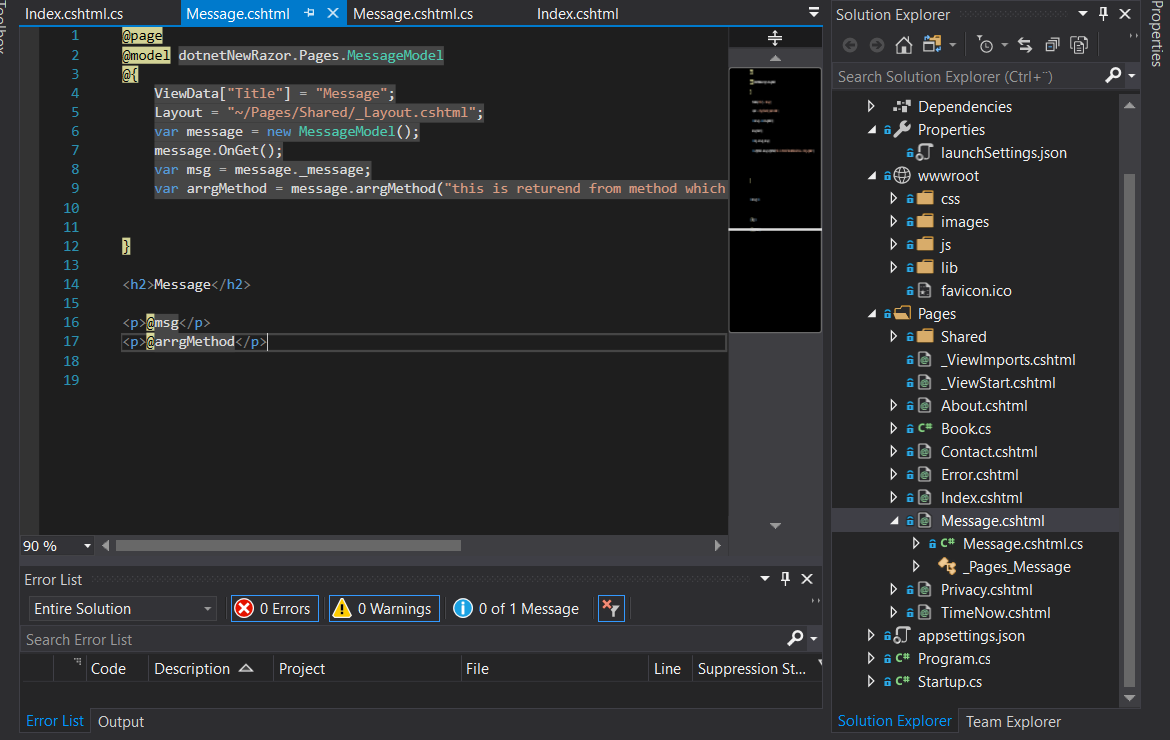 Toolbox
Index.cshtml.cs
Message.cshtml
Message.cshtml.cs
Index.cshtml
1 @page
2 @model dotnetNewRazor.Pages.MessageModel
3 @{
4 ViewData["Title"] = "Message";
5 Layout = "~/Pages/Shared/_Layout.cshtml";
6 var message = new MessageModel();
7 message.OnGet();
8 var msg = message._message;
9 var arrgMethod = message.arrgMethod("this is returend from method which
10
11
12 }
13
14 <h2>Message</h2>
15
16 <p>@msg</p>
17 <p>@arrgMethod</p>
18
19
90 %
Error List
Entire Solution
0 Errors
0 Warnings
0 of 1 Message
Search Error List
Code
Description
Project
File
Line
Suppression St...
Error List
Output
Solution Explorer
Search Solution Explorer (Ctrl+¨)
Dependencies
Properties
launchSettings.json
wwwroot
css
images
js
lib
favicon.ico
Pages
Shared
_ViewImports.cshtml
_ViewStart.cshtml
About.cshtml
C# Book.cs
Contact.cshtml
Error.cshtml
Index.cshtml
Message.cshtml
C# Message.cshtml.cs
_Pages_Message
Privacy.cshtml
TimeNow.cshtml
appsettings.json
C# Program.cs
C# Startup.cs
Solution Explorer
Team Explorer
Properties